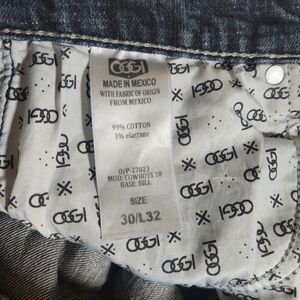 OGGI
MADE IN MEXICO
WITH FABRIC OF ORIGIN
FROM MEXICO
99% COTTON
1% elastane
O/P-27023
MOD: COWBOYS 10
BASE: BILL
SIZE
30/L32